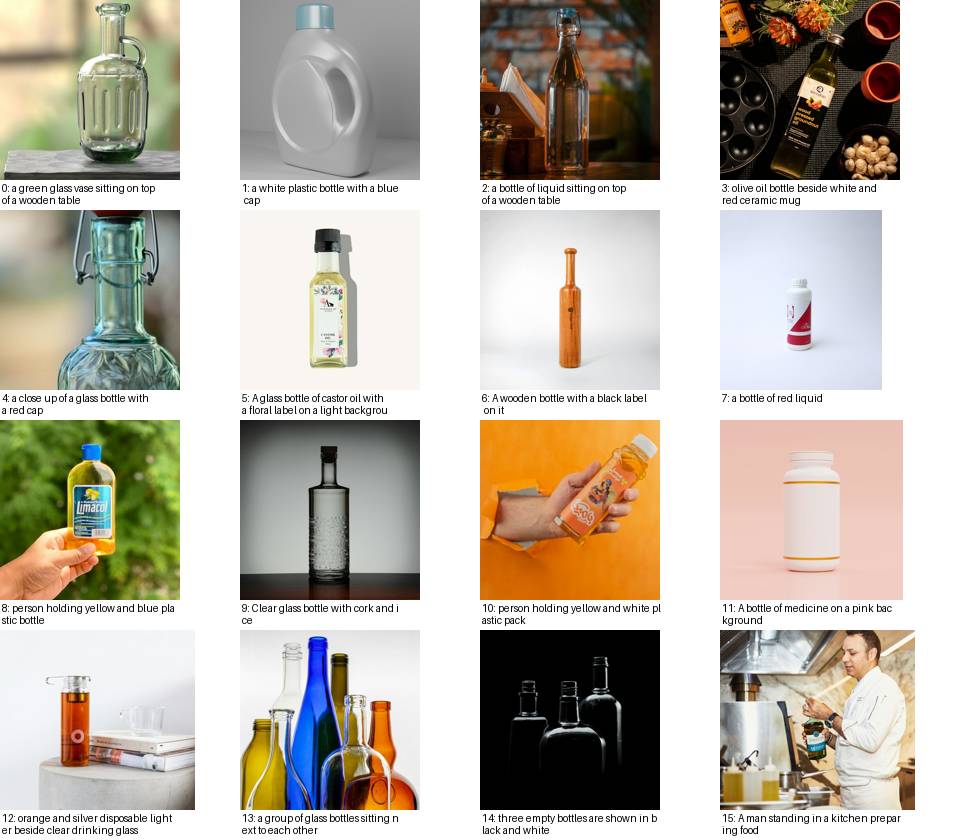 wood
pressed
groundnut
oil
CASTOR
OIL
Limacol
0: a green glass vase sitting on top
of a wooden table
1: a white plastic bottle with a blue
cap
2: a bottle of liquid sitting on top
of a wooden table
3: olive oil bottle beside white and
red ceramic mug
4: a close up of a glass bottle with
a red cap
5: A glass bottle of castor oil with
a floral label on a light backgrou
6: A wooden bottle with a black label
on it
7: a bottle of red liquid
8: person holding yellow and blue pla
stic bottle
9: Clear glass bottle with cork and i
ce
10: person holding yellow and white pl
astic pack
11: A bottle of medicine on a pink bac
kground
12: orange and silver disposable light
er beside clear drinking glass
13: a group of glass bottles sitting n
ext to each other
14: three empty bottles are shown in b
lack and white
15: A man standing in a kitchen prepar
ing food